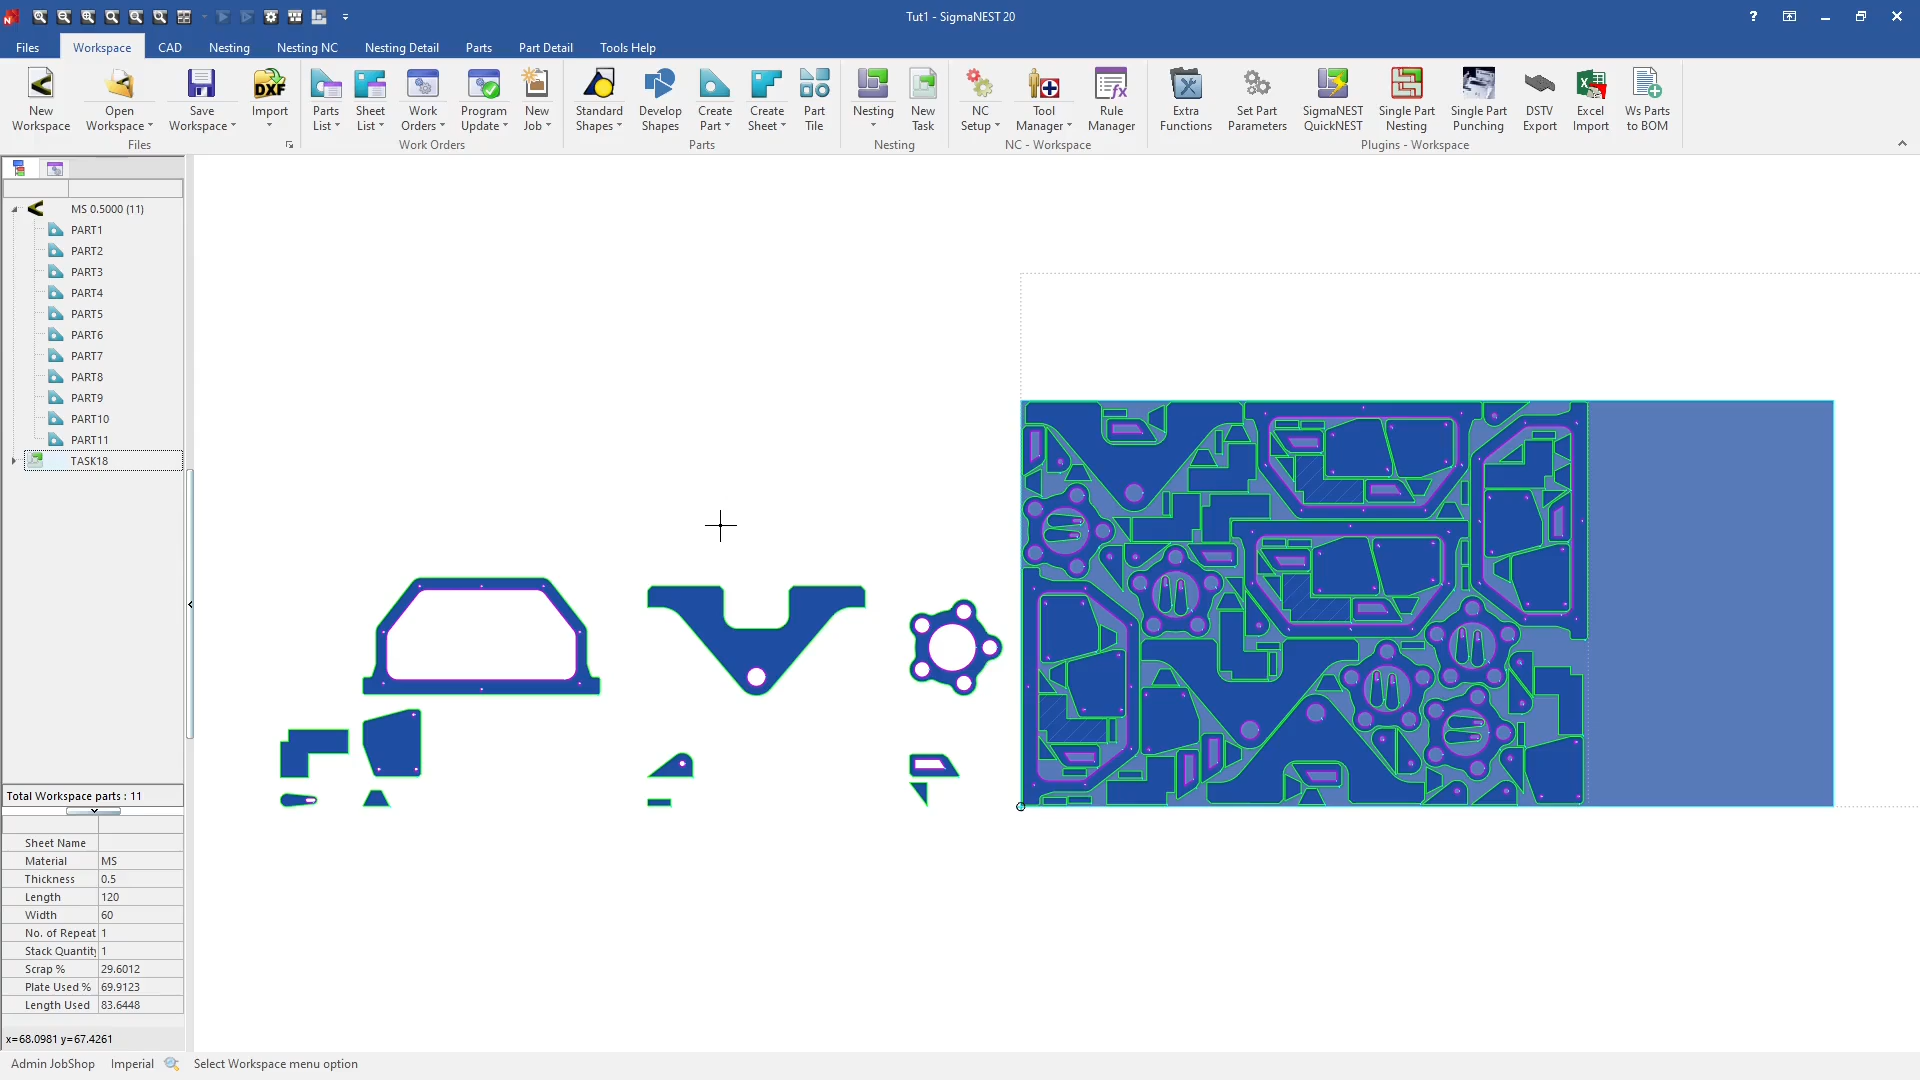 Tut1 - SigmaNEST 20
Files Workspace CAD Nesting Nesting NC Nesting Detail Parts Part Detail Tools Help
New Workspace
Open Workspace
Save Workspace
DXF
Import
Parts List
Sheet List
Work Orders
Program Update
New Job
Standard Shapes
Develop Shapes
Create Part
Create Sheet
Part Tile
Nesting
New Task
NC Setup
Tool Manager
Rule Manager
Extra Functions
Set Part Parameters
SigmaNEST QuickNEST
Single Part Nesting
Single Part Punching
DSTV Export
Excel Import
Ws Parts to BOM
Files
Work Orders
Parts
Nesting
NC - Workspace
Plugins - Workspace
MS 0.5000 (11)
PART1
PART2
PART3
PART4
PART5
PART6
PART7
PART8
PART9
PART10
PART11
TASK18
Total Workspace parts : 11
Sheet Name
Material MS
Thickness 0.5
Length 120
Width 60
No. of Repeat 1
Stack Quantity 1
Scrap % 29.6012
Plate Used % 69.9123
Length Used 83.6448
x=68.0981 y=67.4261
Admin JobShop Imperial Select Workspace menu option